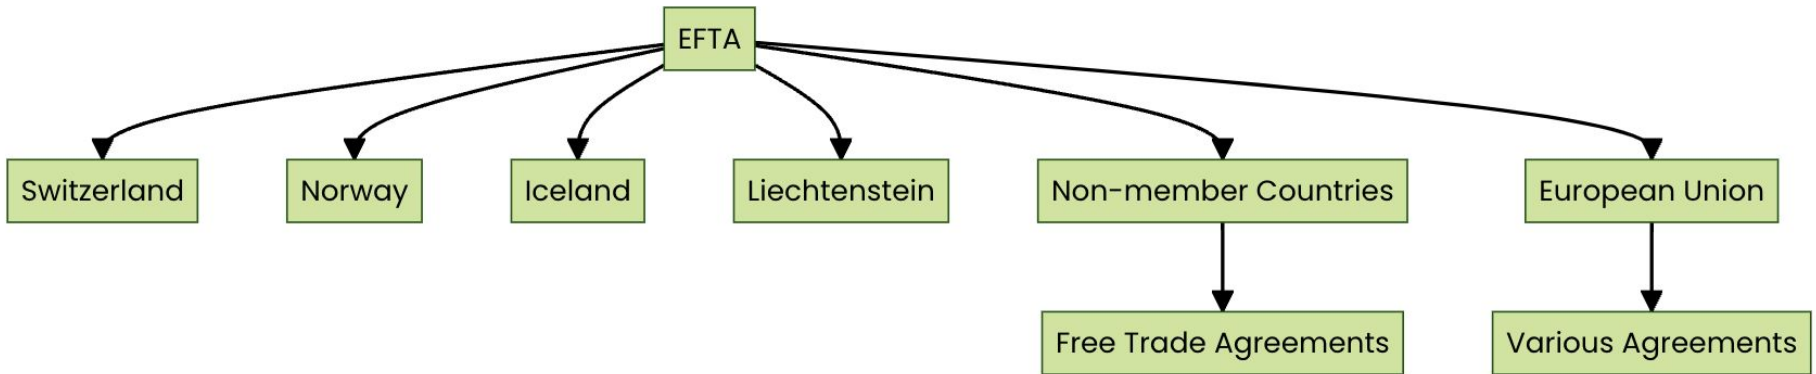 EFTA
Switzerland
Norway
Iceland
Liechtenstein
Non-member Countries
European Union
Free Trade Agreements
Various Agreements